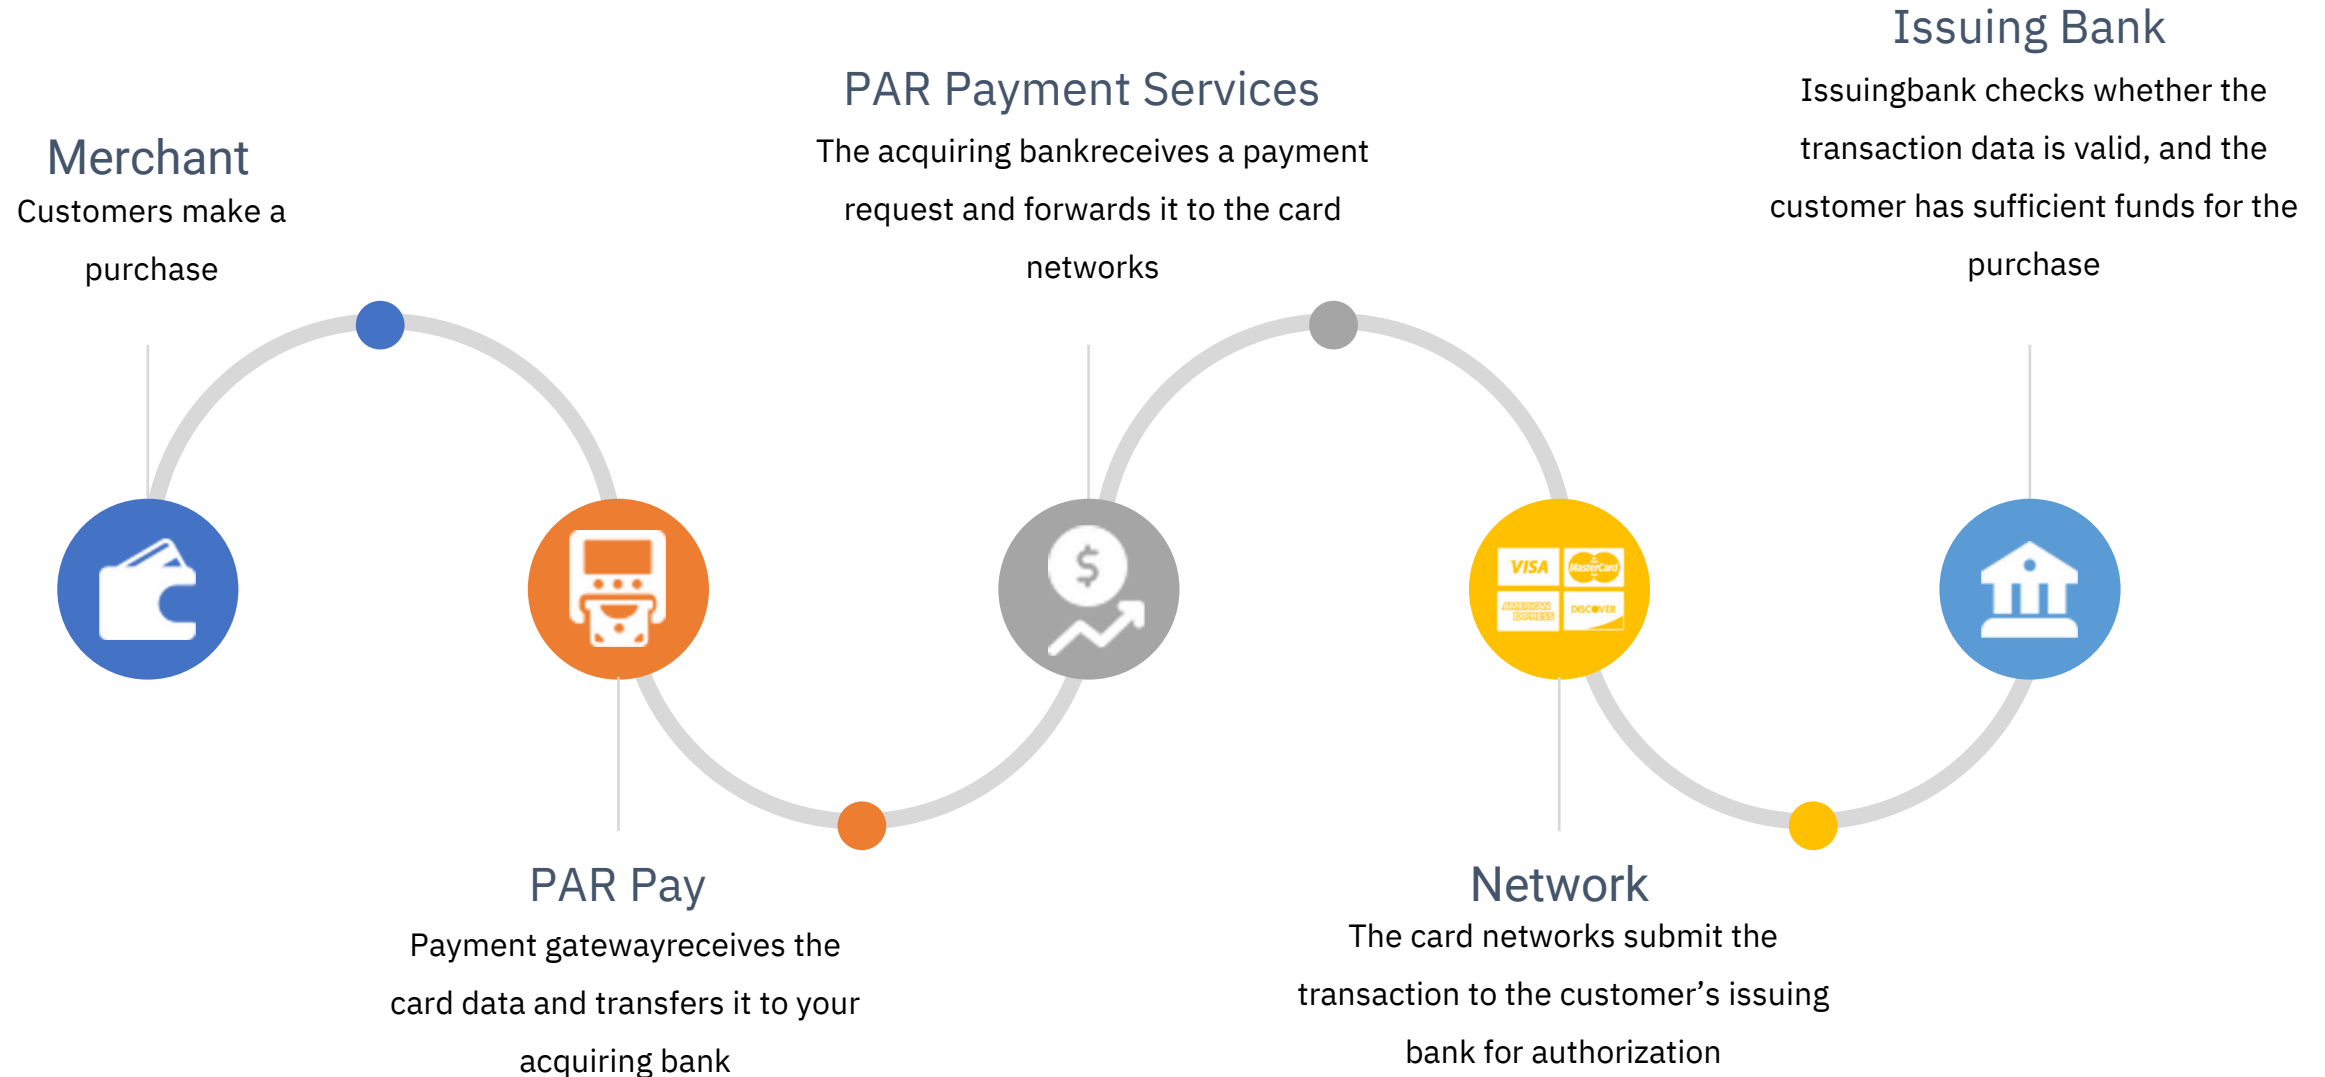 Merchant
Customers make a
purchase
PAR Pay
Payment gatewayreceives the
card data and transfers it to your
acquiring bank
PAR Payment Services
The acquiring bankreceives a payment
request and forwards it to the card
networks
$
VISA
MasterCard
AMERICAN
EXPRESS
DISCOVER
Network
The card networks submit the
transaction to the customer’s issuing
bank for authorization
Issuing Bank
Issuingbank checks whether the
transaction data is valid, and the
customer has sufficient funds for the
purchase